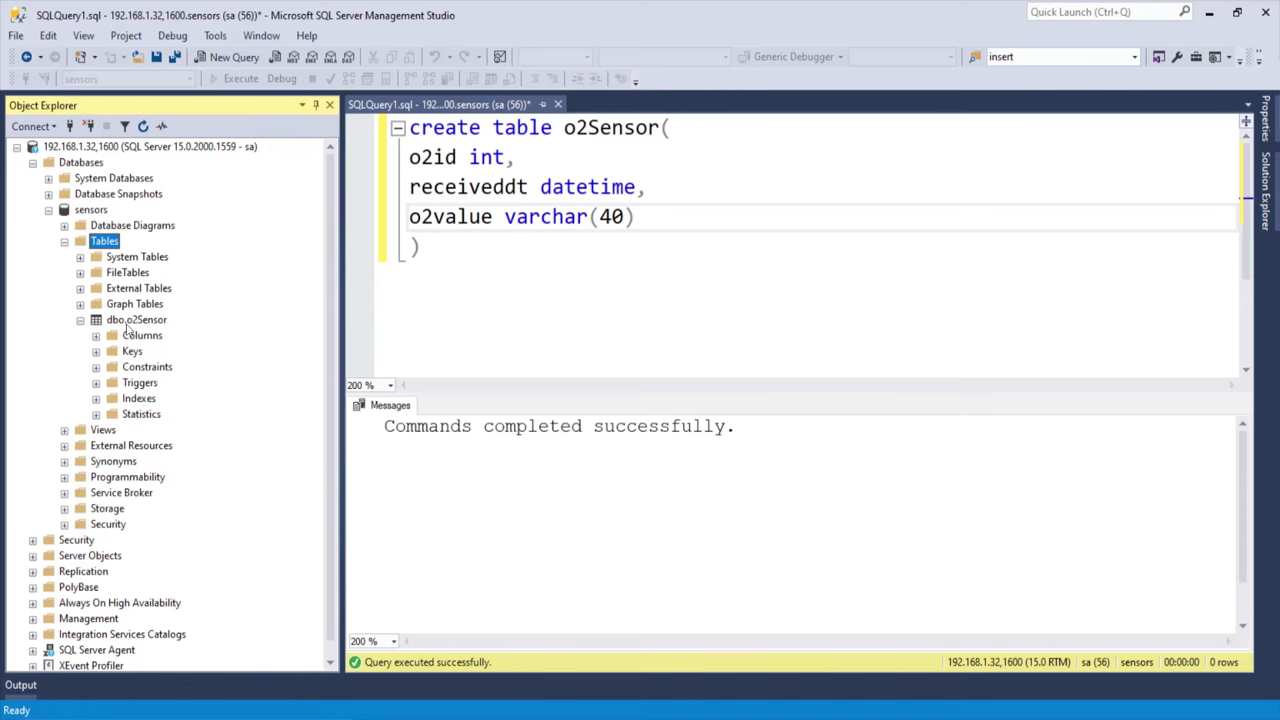 SQLQuery1.sql - 192.168.1.32,1600.sensors (sa (56))* - Microsoft SQL Server Management Studio
Quick Launch (Ctrl+Q)
File Edit View Project Debug Tools Window Help
New Query
Generic Debugger
insert
sensors
Execute Debug
Object Explorer
Connect
192.168.1.32,1600 (SQL Server 15.0.2000.1559 - sa)
Databases
System Databases
Database Snapshots
sensors
Database Diagrams
Tables
System Tables
FileTables
External Tables
Graph Tables
dbo.o2Sensor
Columns
Keys
Constraints
Triggers
Indexes
Statistics
Views
External Resources
Synonyms
Programmability
Service Broker
Storage
Security
Security
Server Objects
Replication
PolyBase
Always On High Availability
Management
Integration Services Catalogs
SQL Server Agent
XEvent Profiler
SQLQuery1.sql - 192...00.sensors (sa (56))*
create table o2Sensor(
o2id int,
receiveddt datetime,
o2value varchar(40)
)
200 %
Messages
Commands completed successfully.
200 %
Query executed successfully.
192.168.1.32,1600 (15.0 RTM) sa (56) sensors 00:00:00 0 rows
Properties
Solution Explorer
Output
Ready